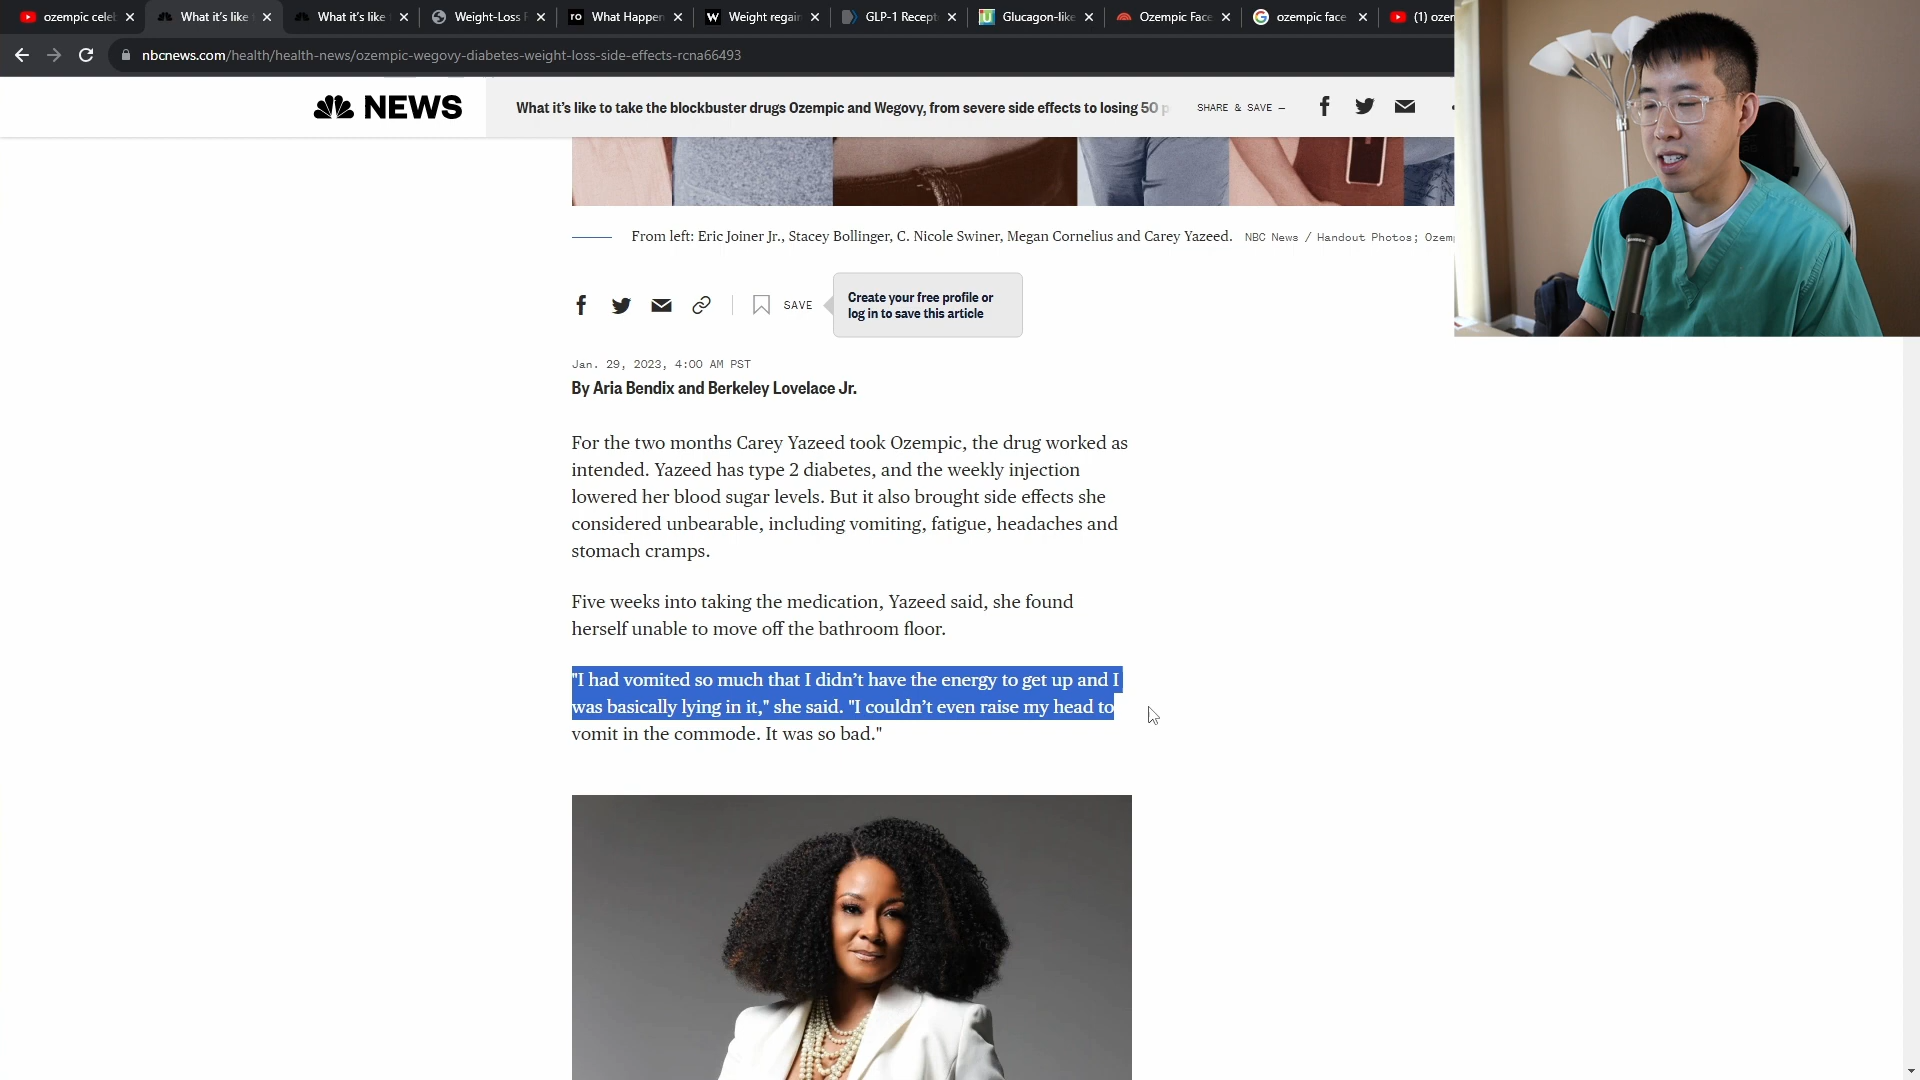 ozempic cele
What it's like
What it's like
Weight-Loss
ro
What Happen
W
Weight regai
GLP-1 Recept
Glucagon-like
Ozempic Face
ozempic face
(1) ozem
nbcnews.com/health/health-news/ozempic-wegovy-diabetes-weight-loss-side-effects-rcna66493
NEWS
What it's like to take the blockbuster drugs Ozempic and Wegovy, from severe side effects to losing 50 p
SHARE & SAVE —
From left: Eric Joiner Jr., Stacey Bollinger, C. Nicole Swiner, Megan Cornelius and Carey Yazeed. NBC News / Handout Photos; Ozem
SAVE
Create your free profile or
log in to save this article
Jan. 29, 2023, 4:00 AM PST
By Aria Bendix and Berkeley Lovelace Jr.
For the two months Carey Yazeed took Ozempic, the drug worked as
intended. Yazeed has type 2 diabetes, and the weekly injection
lowered her blood sugar levels. But it also brought side effects she
considered unbearable, including vomiting, fatigue, headaches and
stomach cramps.
Five weeks into taking the medication, Yazeed said, she found
herself unable to move off the bathroom floor.
"I had vomited so much that I didn’t have the energy to get up and I
was basically lying in it," she said. "I couldn’t even raise my head to
vomit in the commode. It was so bad."